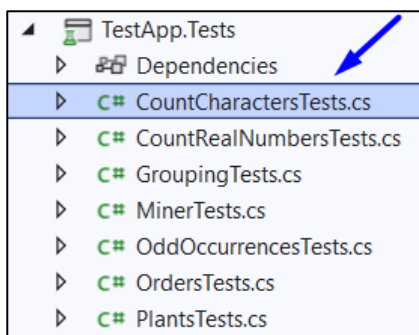 TestApp.Tests
Dependencies
C# CountCharactersTests.cs
C# CountRealNumbersTests.cs
C# GroupingTests.cs
C# MinerTests.cs
C# OddOccurrencesTests.cs
C# OrdersTests.cs
C# PlantsTests.cs